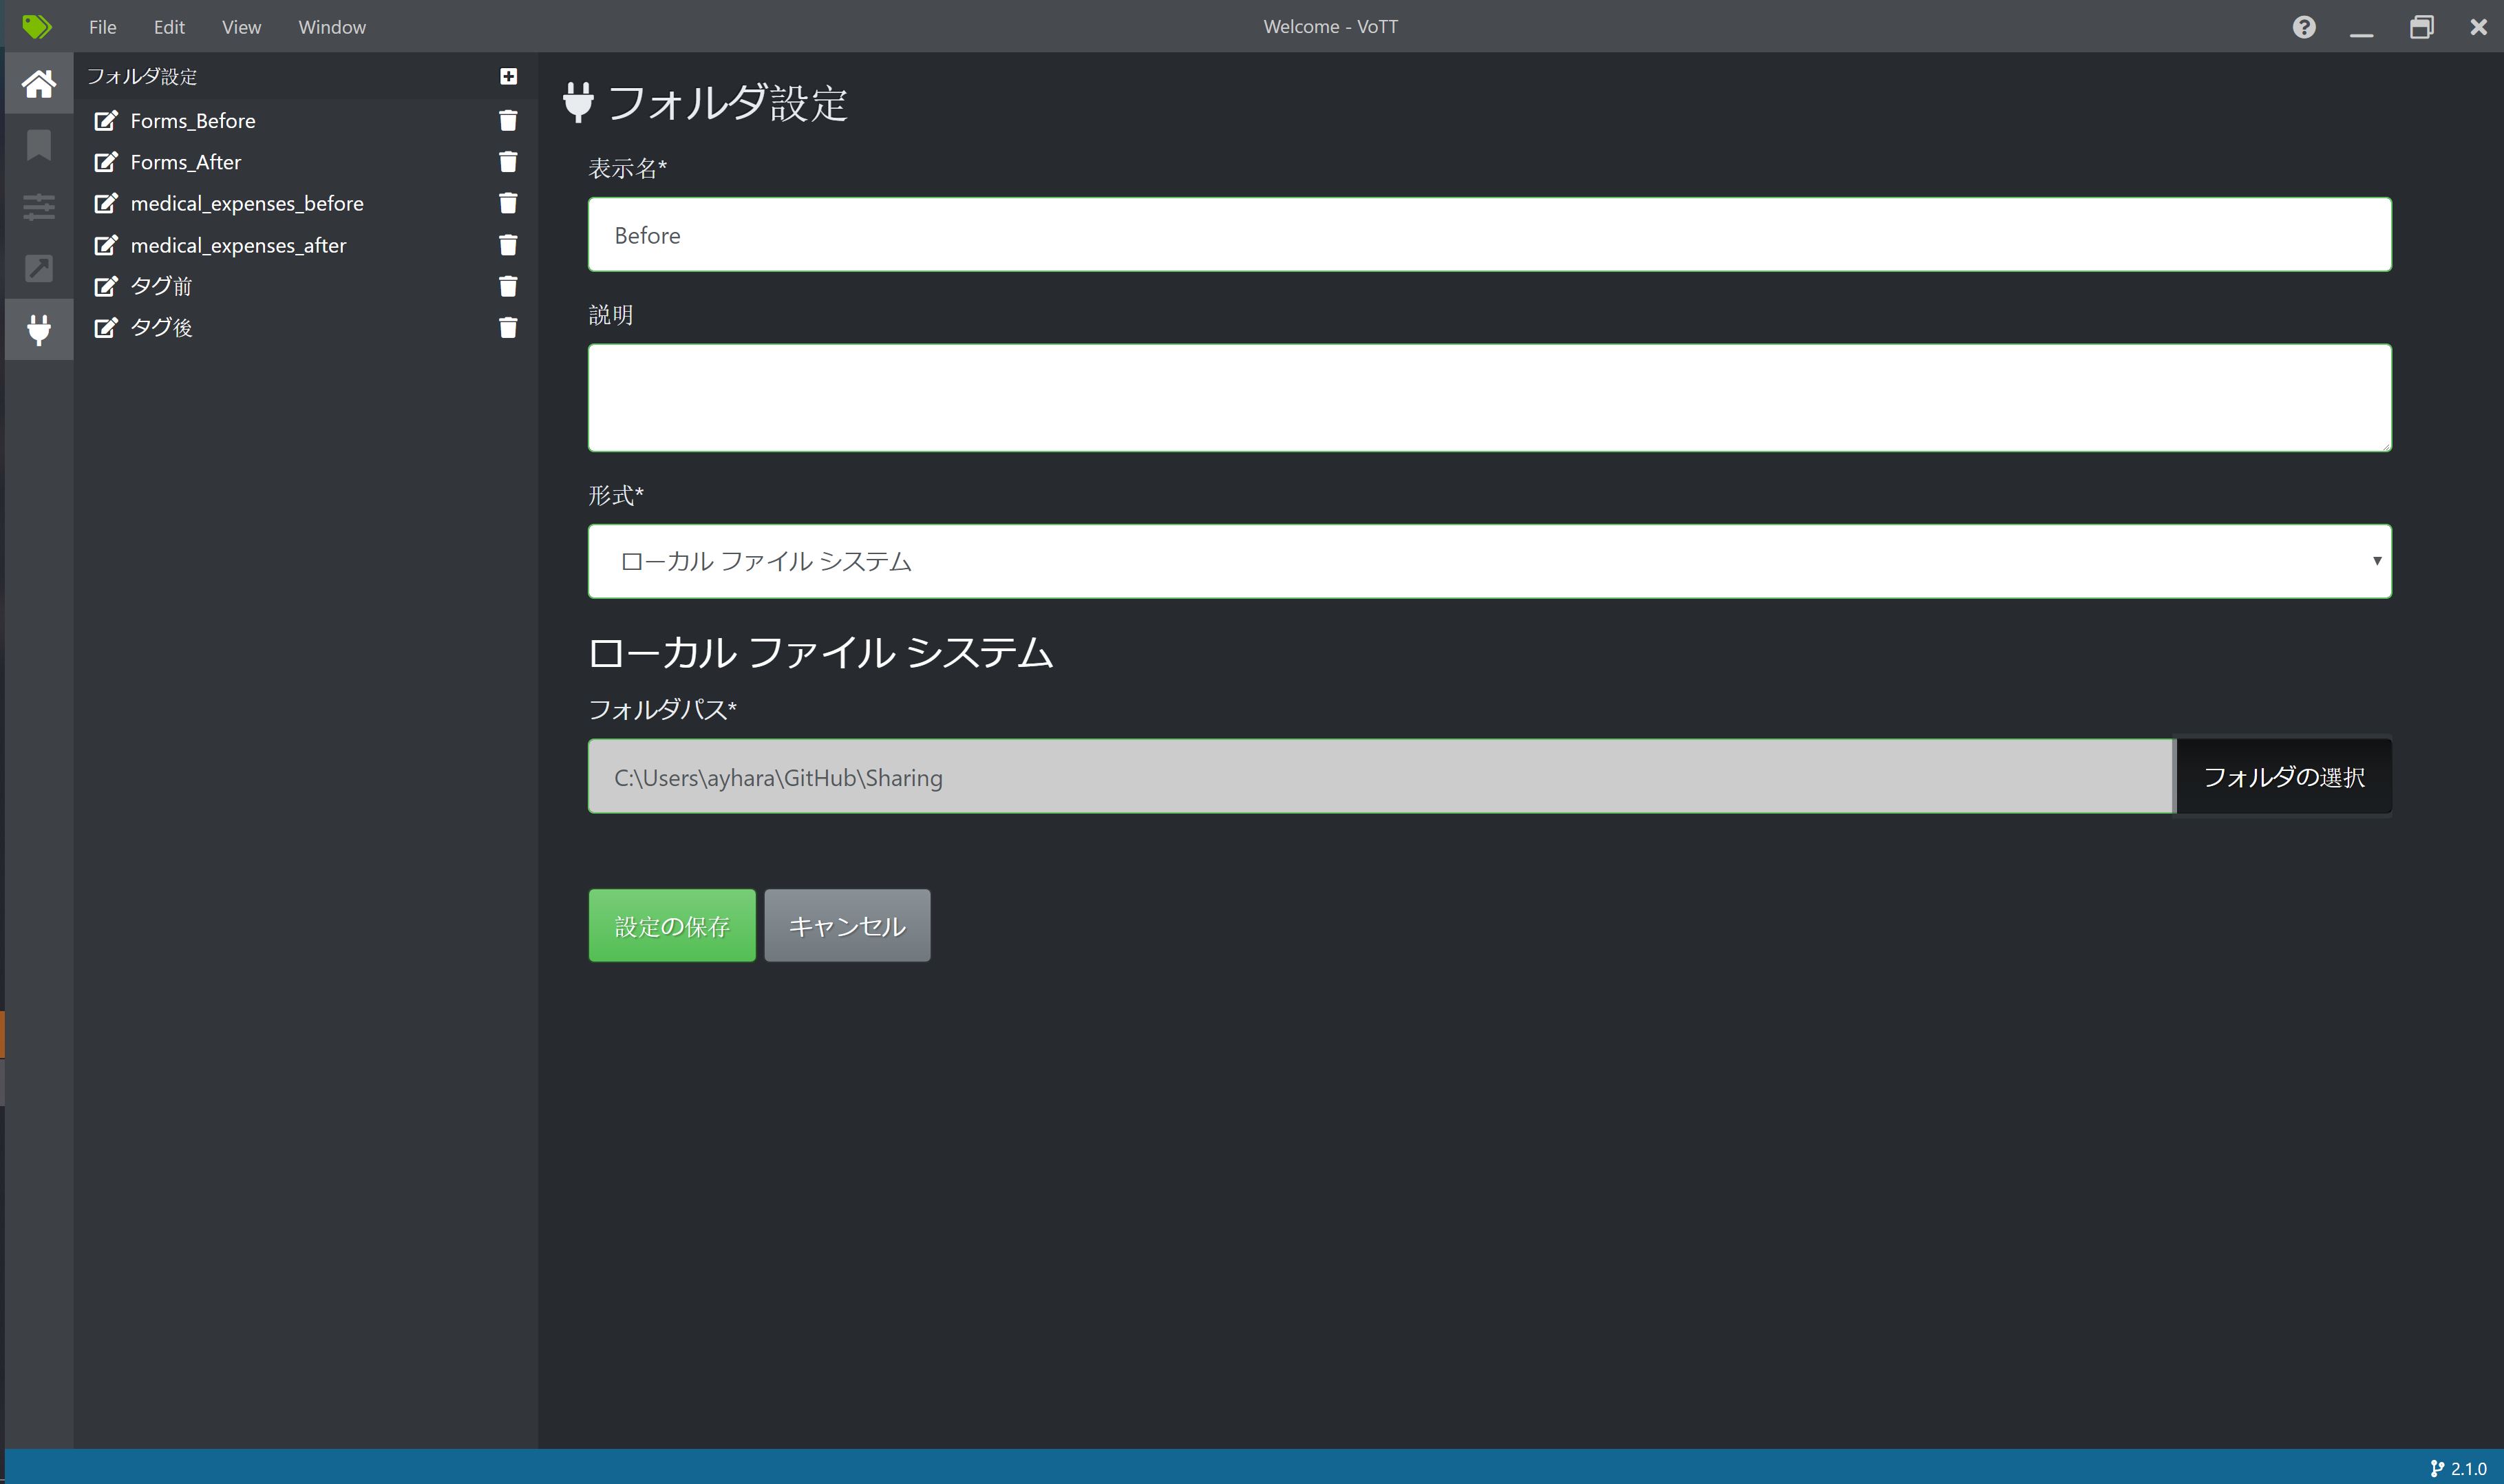 File Edit View Window
Welcome - VoTT
フォルダ設定
Forms_Before
Forms_After
medical_expenses_before
medical_expenses_after
タグ前
タグ後
フォルダ設定
表示名*
Before
説明
形式*
ローカル ファイル システム
ローカル ファイル システム
フォルダパス*
C:\Users\ayhara\GitHub\Sharing
フォルダの選択
設定の保存
キャンセル
2.1.0